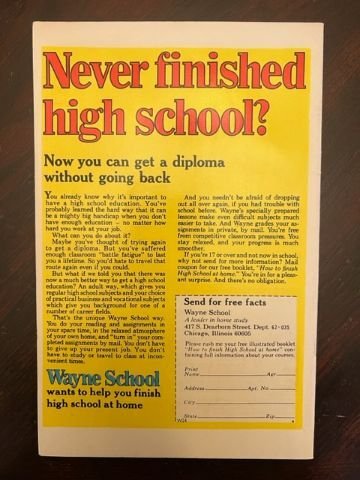 Never finished
high school?
Now you can get a diploma
without going back
You already know why it's important to
have a high school education. You've
probably learned the hard way that it can
be a mighty big handicap when you don't
have enough education — no matter how
hard you work at your job.
What can you do about it?
Maybe you've thought of trying again
to get a diploma. But you've suffered
enough classroom "battle fatigue" to last
you a lifetime. So you'd hate to travel that
route again even if you could.
But what if we told you that there was
now a much better way to get a high school
education? An adult way, which gives you
regular high school subjects and your choice
of practical business and vocational subjects
which give you background for one of a
number of career fields.
That's the unique Wayne School way.
You do your reading and assignments in
your spare time, in the relaxed atmosphere
of your own home, and "turn in" your com-
pleted assignments by mail. You don't have
to give up your present job. You don't
have to study or travel to class at incon-
venient times.
Wayne School
wants to help you finish
high school at home
And you needn't be afraid of dropping
out all over again, if you had trouble with
school before. Wayne's specially prepared
lessons make even difficult subjects much
easier to take. And Wayne grades your as-
signments in private, by mail. You're free
from competitive classroom pressures. You
stay relaxed, and your progress is much
smoother.
If you're 17 or over and not now in school,
why not send for more information? Mail
coupon for our free booklet, "How to finish
High School at home." You're in for a pleas-
ant surprise. And there's no obligation.
Send for free facts
Wayne School
A leader in home study
417 S. Dearborn Street. Dept. 62-035
Chicago, Illinois 60605
Please rush me your free illustrated booklet
"How to finish High School at home" con-
taining full information about your courses.
Print
Name Age
Address Apt. No.
City
State Zip